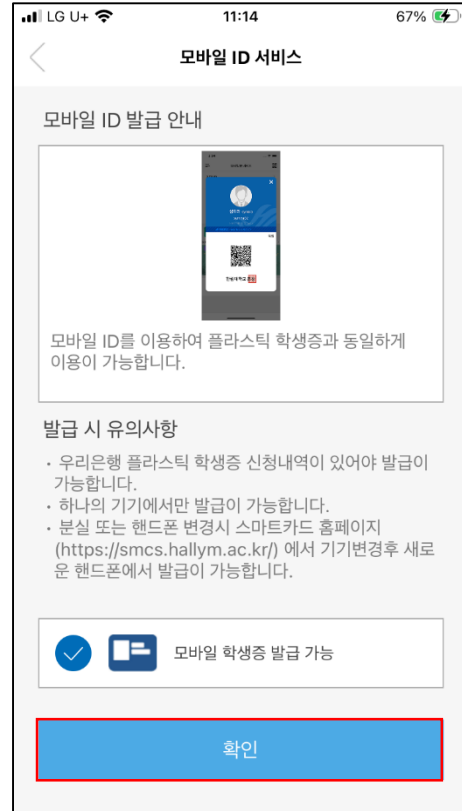 LG U+ 11:14 67%
모바일 ID 서비스
모바일 ID 발급 안내
모바일 ID를 이용하여 플라스틱 학생증과 동일하게
이용이 가능합니다.
발급 시 유의사항
• 우리은행 플라스틱 학생증 신청내역이 있어야 발급이
가능합니다.
• 하나의 기기에서만 발급이 가능합니다.
• 분실 또는 핸드폰 변경시 스마트카드 홈페이지
(https://smcs.hallym.ac.kr/) 에서 기기변경후 새로
운 핸드폰에서 발급이 가능합니다.
모바일 학생증 발급 가능
확인